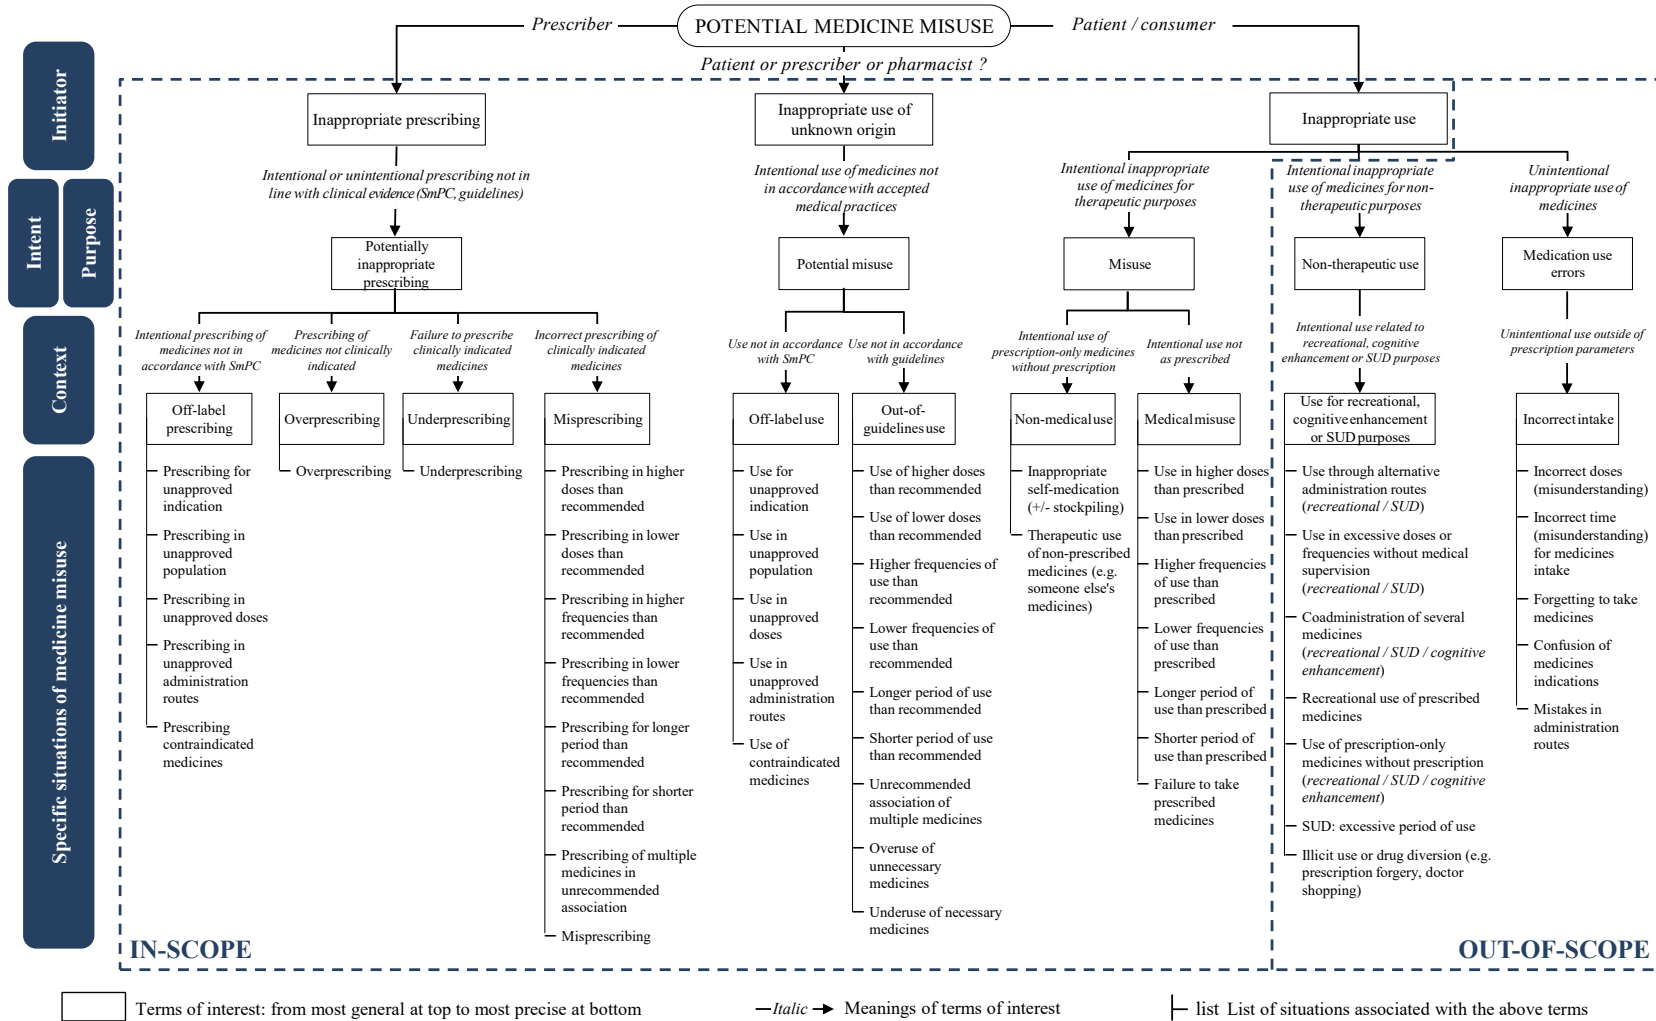 Prescriber
POTENTIAL MEDICINE MISUSE
Patient / consumer
Patient or prescriber or pharmacist ?
Initiator
Inappropriate prescribing
Inappropriate use of
unknown origin
Inappropriate use
Intent
Purpose
Intentional or unintentional prescribing not in
line with clinical evidence (SmPC, guidelines)
Intentional use of medicines not
in accordance with accepted
medical practices
Intentional inappropriate
use of medicines for
therapeutic purposes
Intentional inappropriate
use of medicines for non-
therapeutic purposes
Unintentional
inappropriate use of
medicines
Potentially
inappropriate
prescribing
Potential misuse
Misuse
Non-therapeutic use
Medication use
errors
Context
Intentional prescribing of
medicines not in
accordance with SmPC
Prescribing of
medicines not clinically
indicated
Failure to prescribe
clinically indicated
medicines
Incorrect prescribing of
clinically indicated
medicines
Use not in accordance
with SmPC
Use not in accordance
with guidelines
Intentional use of
prescription-only medicines
without prescription
Intentional use not
as prescribed
Intentional use related to
recreational, cognitive
enhancement or SUD purposes
Unintentional use outside of
prescription parameters
Off-label
prescribing
Overprescribing
Underprescribing
Misprescribing
Off-label use
Out-of-
guidelines use
Non-medical use
Medical misuse
Use for recreational,
cognitive enhancement
or SUD purposes
Incorrect intake
Specific situations of medicine misuse
Prescribing for
unapproved
indication
Prescribing in
unapproved
population
Prescribing in
unapproved doses
Prescribing in
unapproved
administration
routes
Prescribing
contraindicated
medicines
Overprescribing
Underprescribing
Prescribing in higher
doses than
recommended
Prescribing in lower
doses than
recommended
Prescribing in higher
frequencies than
recommended
Prescribing in lower
frequencies than
recommended
Prescribing for longer
period than
recommended
Prescribing for shorter
period than
recommended
Prescribing of multiple
medicines in
unrecommended
association
Misprescribing
Use for
unapproved
indication
Use in
unapproved
population
Use in
unapproved
doses
Use in
unapproved
administration
routes
Use of
contraindicated
medicines
Use of higher doses
than recommended
Use of lower doses
than recommended
Higher frequencies of
use than
recommended
Lower frequencies of
use than
recommended
Longer period of use
than recommended
Shorter period of use
than recommended
Unrecommended
association of
multiple medicines
Overuse of
unnecessary
medicines
Underuse of necessary
medicines
Inappropriate
self-medication
(+/- stockpiling)
Therapeutic use
of non-prescribed
medicines (e.g.
someone else's
medicines)
Use in higher doses
than prescribed
Use in lower doses
than prescribed
Higher frequencies
of use than
prescribed
Lower frequencies
of use than
prescribed
Longer period of
use than prescribed
Shorter period of
use than prescribed
Failure to take
prescribed
medicines
Use through alternative
administration routes
(recreational / SUD)
Use in excessive doses or
frequencies without medical
supervision
(recreational / SUD)
Coadministration of several
medicines
(recreational / SUD / cognitive
enhancement)
Recreational use of prescribed
medicines
Use of prescription-only
medicines without prescription
(recreational / SUD / cognitive
enhancement)
SUD: excessive period of use
Illicit use or drug diversion (e.g.
prescription forgery, doctor
shopping)
Incorrect doses
(misunderstanding)
Incorrect time
(misunderstanding)
for medicines
intake
Forgetting to take
medicines
Confusion of
medicines
indications
Mistakes in
administration
routes
IN-SCOPE
OUT-OF-SCOPE
Terms of interest: from most general at top to most precise at bottom
Italic
Meanings of terms of interest
list List of situations associated with the above terms